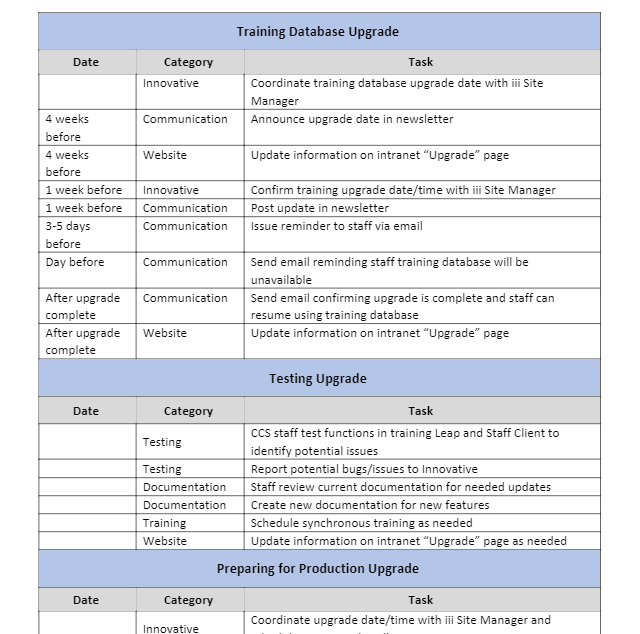 Training Database Upgrade
Date Category Task
Innovative Coordinate training database upgrade date with iii Site
Manager
4 weeks Communication Announce upgrade date in newsletter
before
4 weeks Website Update information on intranet “Upgrade” page
before
1 week before Innovative Confirm training upgrade date/time with iii Site Manager
1 week before Communication Post update in newsletter
3-5 days Communication Issue reminder to staff via email
before
Day before Communication Send email reminding staff training database will be
unavailable
After upgrade Communication Send email confirming upgrade is complete and staff can
complete resume using training database
After upgrade Website Update information on intranet “Upgrade” page
complete
Testing Upgrade
Date Category Task
Testing CCS staff test functions in training Leap and Staff Client to
identify potential issues
Testing Report potential bugs/issues to Innovative
Documentation Staff review current documentation for needed updates
Documentation Create new documentation for new features
Training Schedule synchronous training as needed
Website Update information on intranet “Upgrade” page as needed
Preparing for Production Upgrade
Date Category Task
Innovative Coordinate upgrade date/time with iii Site Manager and